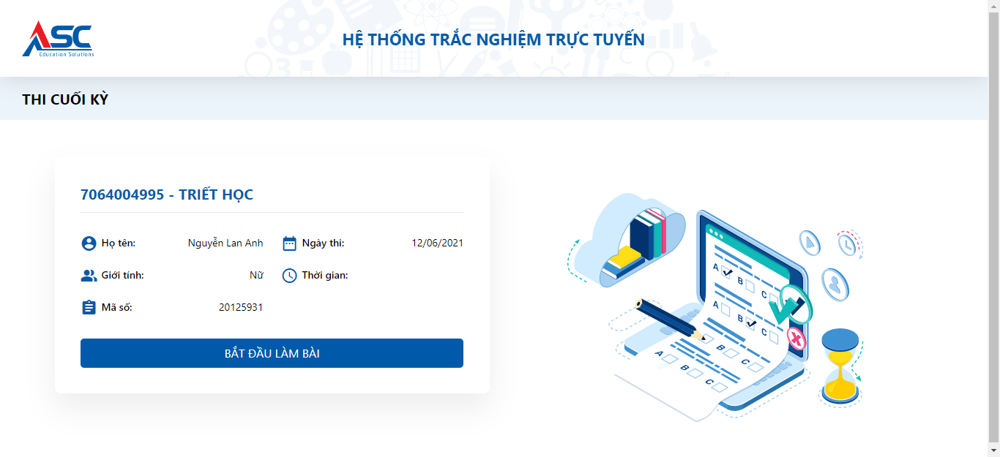 ASC
Education Solutions
HỆ THỐNG TRẮC NGHIỆM TRỰC TUYẾN
THI CUỐI KỲ
7064004995 - TRIẾT HỌC
Họ tên: Nguyễn Lan Anh Ngày thi: 12/06/2021
Giới tính: Nữ Thời gian:
Mã số: 20125931
BẮT ĐẦU LÀM BÀI
A B C
A B C
B C
A B C